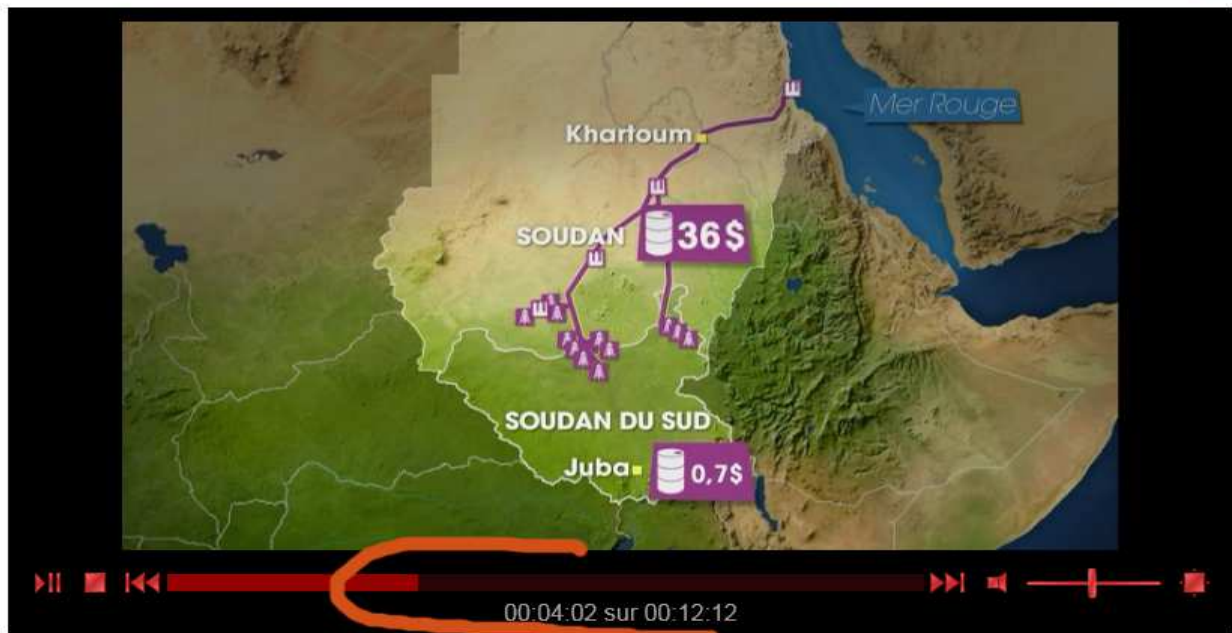 Mer Rouge
Khartoum
SOUDAN
36$
SOUDAN DU SUD
Juba
0,7$
00:04:02 sur 00:12:12